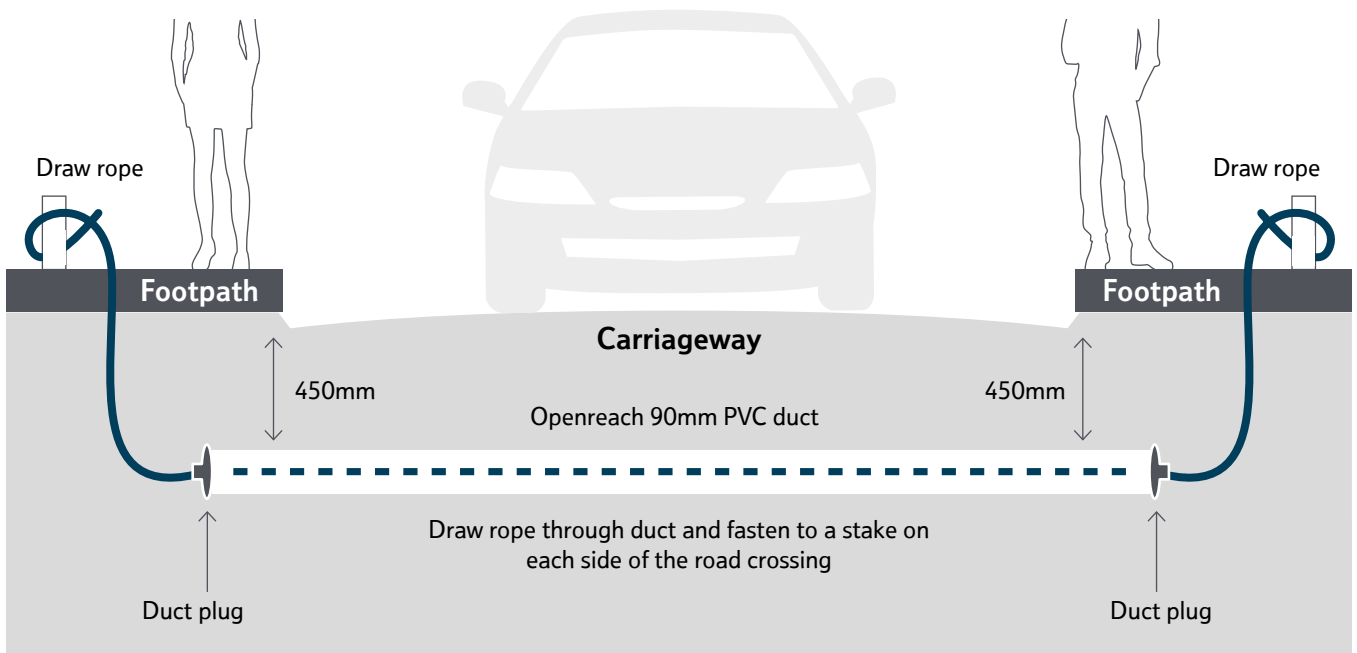 Draw rope
Draw rope
Footpath
Footpath
Carriageway
450mm
450mm
Openreach 90mm PVC duct
Draw rope through duct and fasten to a stake on
each side of the road crossing
Duct plug
Duct plug